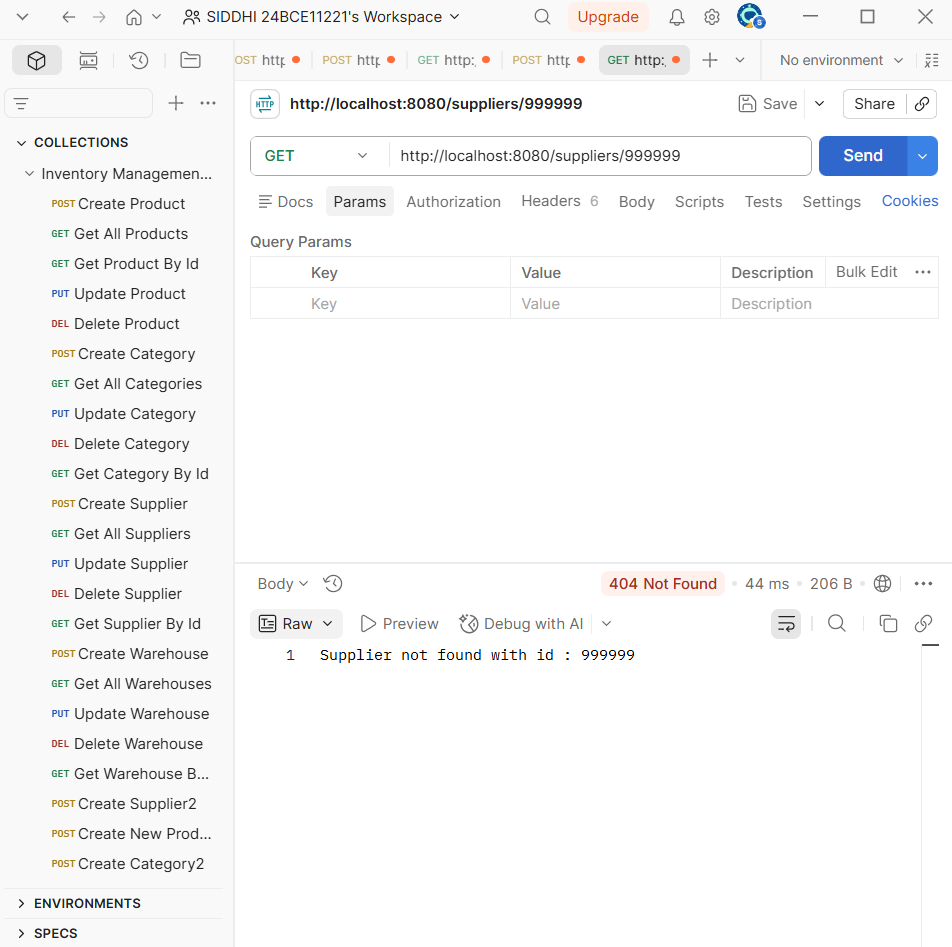 SIDDHI 24BCE11221's Workspace
Upgrade
OST http
POST http
GET http:
POST http
GET http:
No environment
HTTP
http://localhost:8080/suppliers/999999
Save
Share
GET
http://localhost:8080/suppliers/999999
Send
Docs
Params
Authorization
Headers 6
Body
Scripts
Tests
Settings
Cookies
Query Params
Key
Value
Description
Bulk Edit
Key
Value
Description
COLLECTIONS
Inventory Managemen...
POST Create Product
GET Get All Products
GET Get Product By Id
PUT Update Product
DEL Delete Product
POST Create Category
GET Get All Categories
PUT Update Category
DEL Delete Category
GET Get Category By Id
POST Create Supplier
GET Get All Suppliers
PUT Update Supplier
DEL Delete Supplier
GET Get Supplier By Id
POST Create Warehouse
GET Get All Warehouses
PUT Update Warehouse
DEL Delete Warehouse
GET Get Warehouse B...
POST Create Supplier2
POST Create New Prod...
POST Create Category2
ENVIRONMENTS
SPECS
Body
404 Not Found
44 ms
206 B
Raw
Preview
Debug with AI
1 Supplier not found with id : 999999